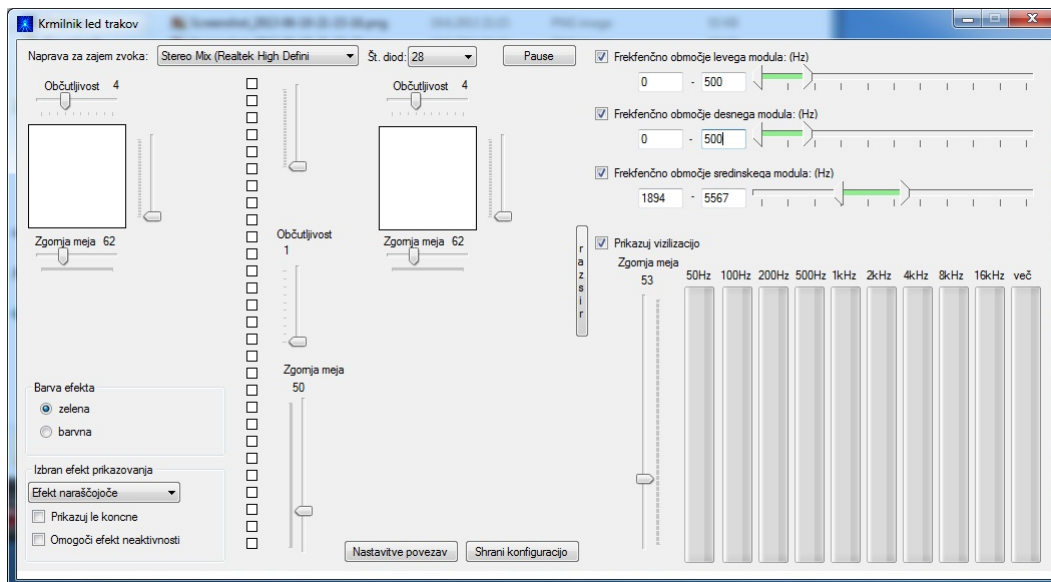 Krmilnik led trakov
Naprava za zajem zvoka: Stereo Mix (Realtek High Defini Št. diod: 28 Pause
Občutljivost 4
Zgornja meja 62
Občutljivost
1
Zgornja meja
50
Občutljivost 4
Zgornja meja 62
Barva efekta
zelena
barvna
Izbran efekt prikazovanja
Efekt naraščojoče
Prikazuj le koncne
Omogoči efekt neaktivnosti
Nastavitve povezav Shrani konfiguracijo
r
a
z
s
i
r
Frekfenčno območje levega modula: (Hz)
0 - 500
Frekfenčno območje desnega modula: (Hz)
0 - 500
Frekfenčno območje sredinskega modula: (Hz)
1894 - 5567
Prikazuj vizilizacijo
Zgornja meja
53
50Hz 100Hz 200Hz 500Hz 1kHz 2kHz 4kHz 8kHz 16kHz več